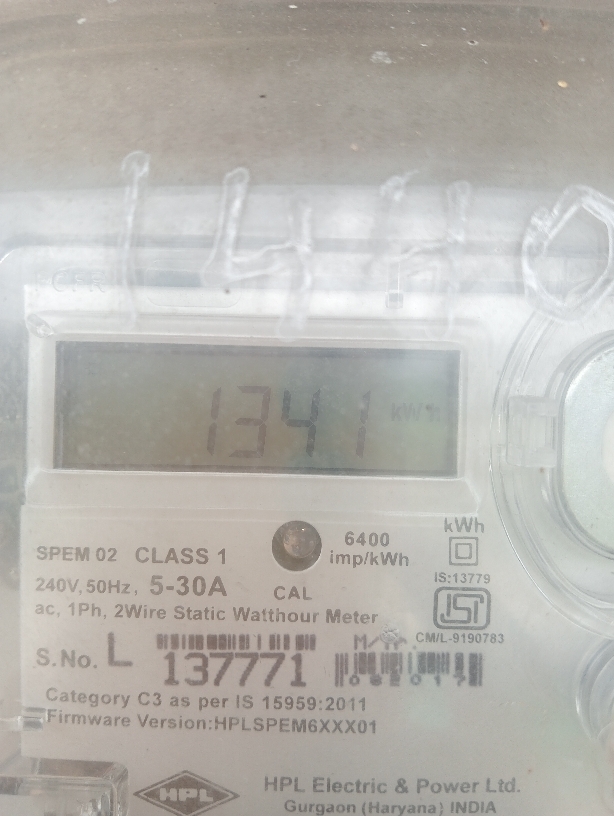 1340
1341 kWh
SPEM 02 CLASS 1
6400
imp/kWh
kWh
240V, 50Hz, 5-30A
CAL
IS:13779
ac, 1Ph, 2Wire Static Watthour Meter
ISI
CM/L-9190783
S.No. L 137771
Category C3 as per IS 15959:2011
Firmware Version:HPLSPEM6XXX01
HPL
HPL Electric & Power Ltd.
Gurgaon (Haryana) INDIA